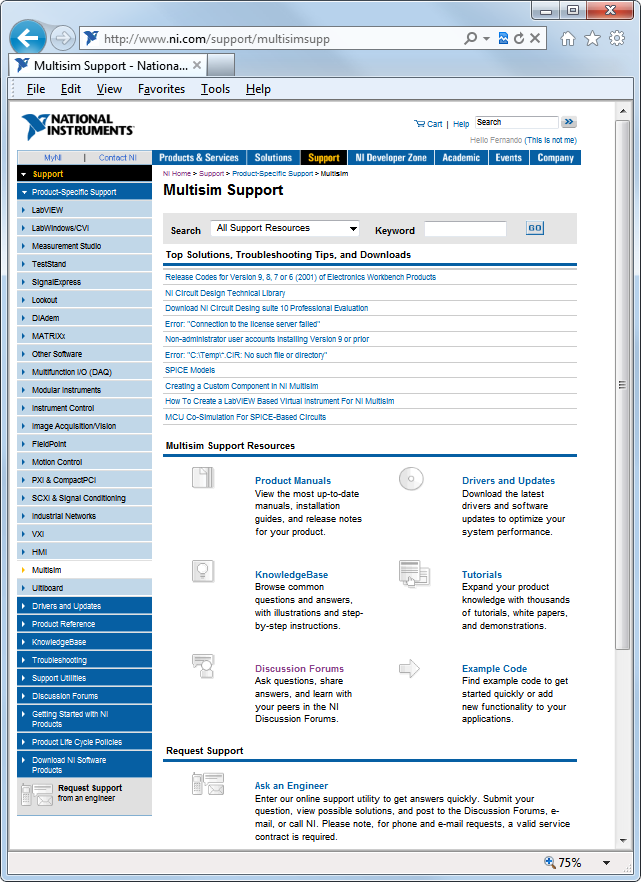 http://www.ni.com/support/multisimsupp
Multisim Support - Nationa...
File Edit View Favorites Tools Help
NATIONAL INSTRUMENTS™
Cart | Help Search
Hello Fernando (This is not me)
MyNI | Contact NI
Products & Services Solutions Support NI Developer Zone Academic Events Company
Support
Product-Specific Support
LabVIEW
LabWindows/CVI
Measurement Studio
TestStand
SignalExpress
Lookout
DIAdem
MATRIXx
Other Software
Multifunction I/O (DAQ)
Modular Instruments
Instrument Control
Image Acquisition/Vision
FieldPoint
Motion Control
PXI & CompactPCI
SCXI & Signal Conditioning
Industrial Networks
VXI
HMI
Multisim
Ultiboard
Drivers and Updates
Product Reference
KnowledgeBase
Troubleshooting
Support Utilities
Discussion Forums
Getting Started with NI
Products
Product Life Cycle Policies
Download NI Software
Products
Request Support
from an engineer
NI Home > Support > Product-Specific Support > Multisim
Multisim Support
Search All Support Resources Keyword GO
Top Solutions, Troubleshooting Tips, and Downloads
Release Codes for Version 9, 8, 7 or 6 (2001) of Electronics Workbench Products
NI Circuit Design Technical Library
Download NI Circuit Desing suite 10 Professional Evaluation
Error: "Connection to the license server failed"
Non-administrator user accounts installing Version 9 or prior
Error: "C:\Temp\*.CIR: No such file or directory"
SPICE Models
Creating a Custom Component in NI Multisim
How To Create a LabVIEW Based Virtual Instrument For NI Multisim
MCU Co-Simulation For SPICE-Based Circuits
Multisim Support Resources
Product Manuals
View the most up-to-date
manuals, installation
guides, and release notes
for your product.
Drivers and Updates
Download the latest
drivers and software
updates to optimize your
system performance.
KnowledgeBase
Browse common
questions and answers,
with illustrations and step-
by-step instructions.
Tutorials
Expand your product
knowledge with thousands
of tutorials, white papers,
and demonstrations.
Discussion Forums
Ask questions, share
answers, and learn with
your peers in the NI
Discussion Forums.
Example Code
Find example code to get
started quickly or add
new functionality to your
applications.
Request Support
Ask an Engineer
Enter our online support utility to get answers quickly. Submit your
question, view possible solutions, and post to the Discussion Forums, e-
mail, or call NI. Please note, for phone and e-mail requests, a valid service
contract is required.
75%